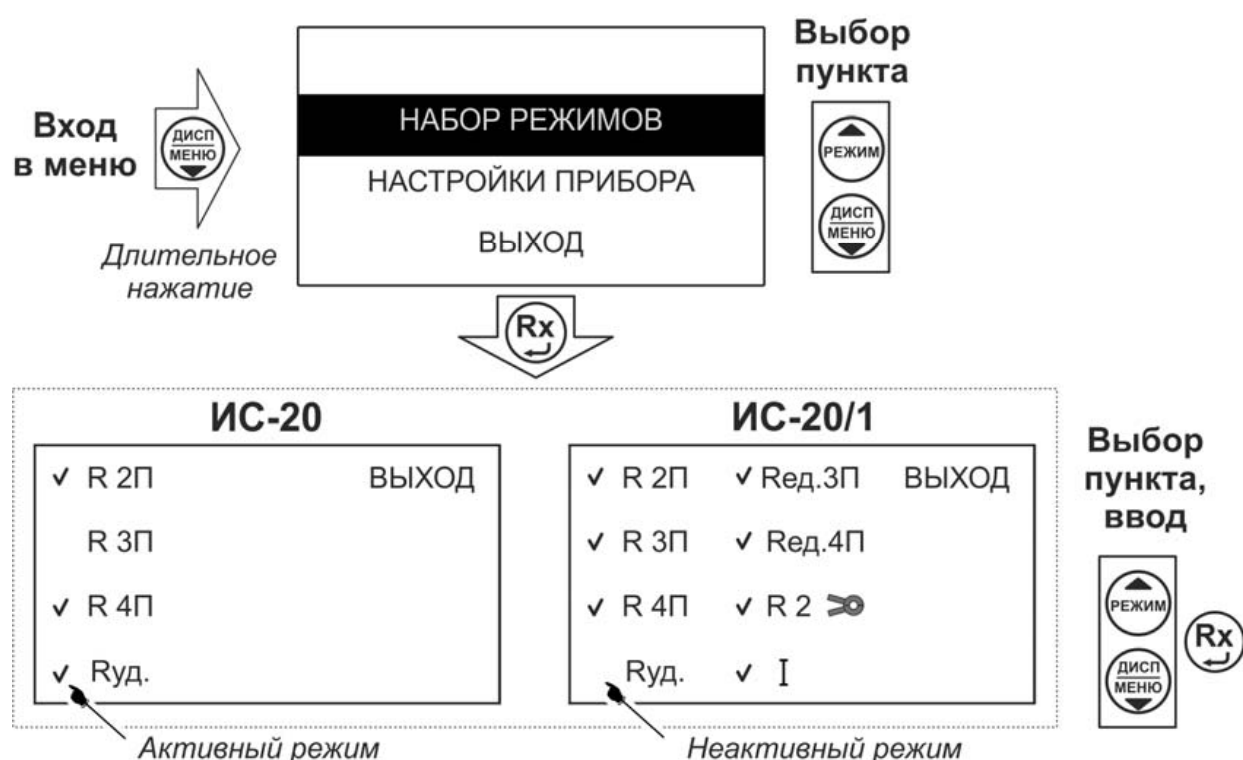 Вход
в меню
ДИСП
МЕНЮ
Длительное
нажатие
НАБОР РЕЖИМОВ
НАСТРОЙКИ ПРИБОРА
ВЫХОД
Выбор
пункта
РЕЖИМ
ДИСП
МЕНЮ
Rx
ИС-20
✓ R 2П ВЫХОД
R 3П
✓ R 4П
✓ Rуд.
Активный режим
ИС-20/1
✓ R 2П ✓ Rед.3П ВЫХОД
✓ R 3П ✓ Rед.4П
✓ R 4П ✓ R 2
Rуд. ✓ I
Неактивный режим
Выбор
пункта,
ввод
РЕЖИМ
ДИСП
МЕНЮ
Rx